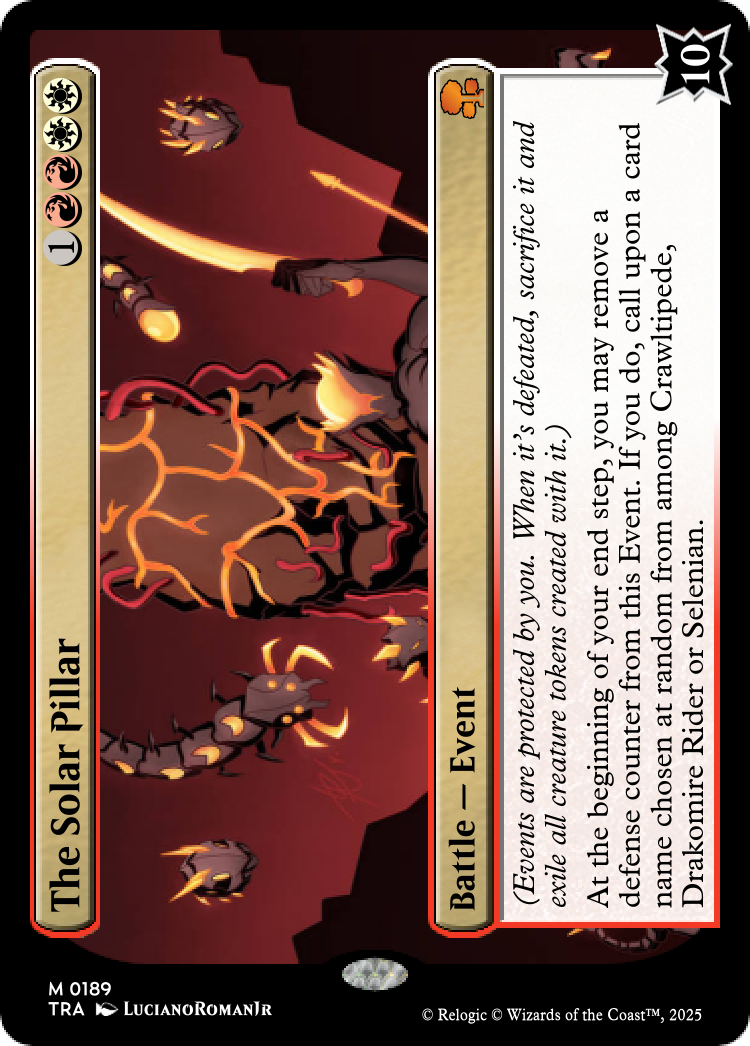 The Solar Pillar
1
Battle — Event
(Events are protected by you. When it's defeated, sacrifice it and
exile all creature tokens created with it.)
At the beginning of your end step, you may remove a
defense counter from this Event. If you do, call upon a card
name chosen at random from among Crawltipede,
Drakomire Rider or Selenian.
10
M 0189
TRA LUCIANOROMANJR
© Relogic © Wizards of the Coast™, 2025